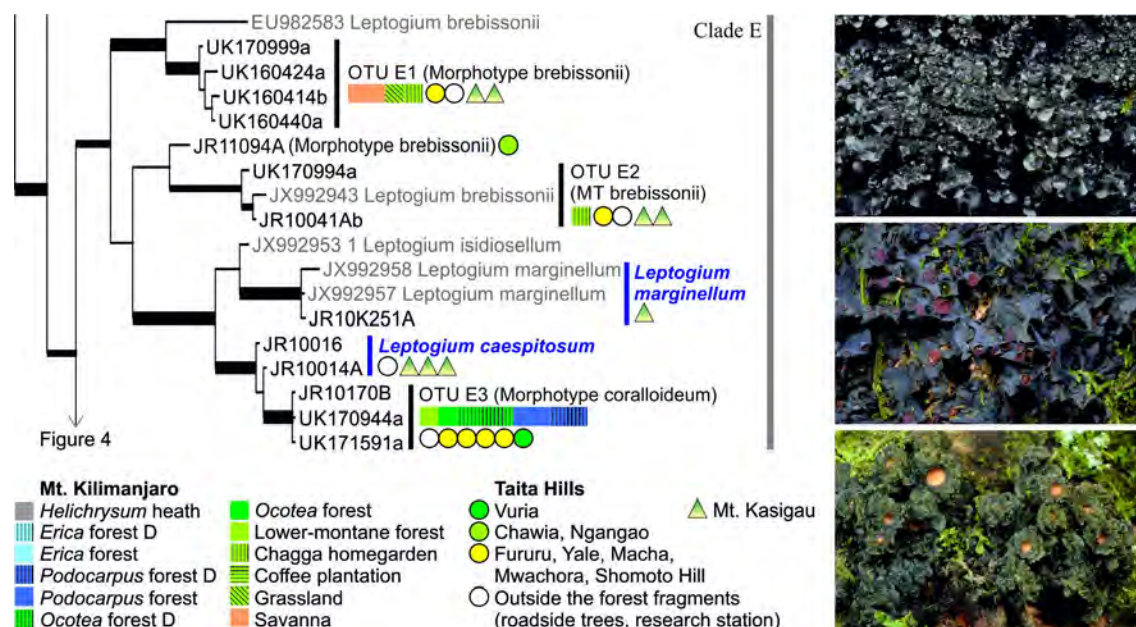 EU982583 Leptogium brebissonii
Clade E
UK170999a
UK160424a
OTU E1 (Morphotype brebissonii)
UK160414b
UK160440a
JR11094A (Morphotype brebissonii)
UK170994a
OTU E2
JX992943 Leptogium brebissonii
(MT brebissonii)
JR10041Ab
JX992953 1 Leptogium isidiosellum
JX992958 Leptogium marginellum
Leptogium
JX992957 Leptogium marginellum
marginellum
JR10K251A
JR10016
Leptogium caespitosum
JR10014A
JR10170B
OTU E3 (Morphotype coralloideum)
UK170944a
UK171591a
Figure 4
Mt. Kilimanjaro
Helichrysum heath
Erica forest D
Erica forest
Podocarpus forest D
Podocarpus forest
Ocotea forest D
Ocotea forest
Lower-montane forest
Chagga homegarden
Coffee plantation
Grassland
Savanna
Taita Hills
Vuria
Chawia, Ngangao
Fururu, Yale, Macha,
Mwachora, Shomoto Hill
Outside the forest fragments
(roadside trees, research station)
Mt. Kasigau